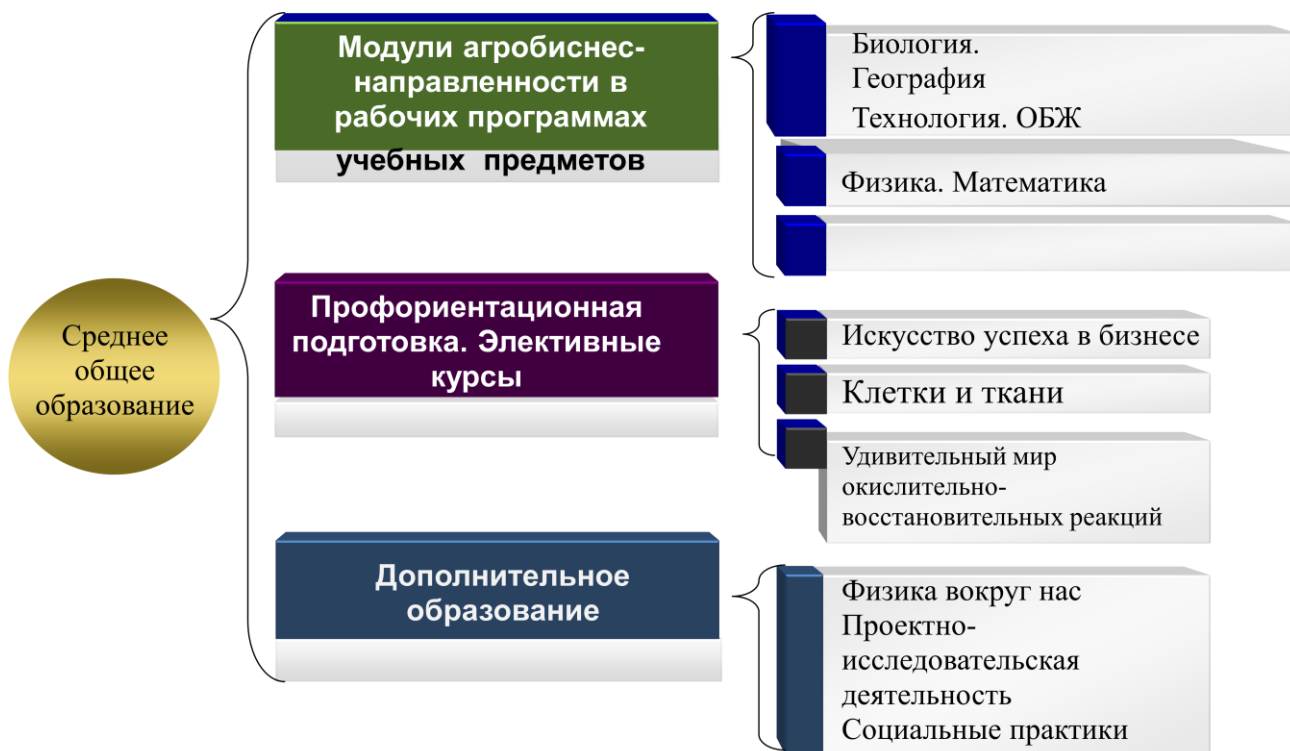 Среднее
общее
образование
Модули агробиснес-
направленности в
рабочих программах
учебных предметов
Биология.
География
Технология. ОБЖ
Физика. Математика
Профориентационная
подготовка. Элективные
курсы
Искусство успеха в бизнесе
Клетки и ткани
Удивительный мир
окислительно-
восстановительных реакций
Дополнительное
образование
Физика вокруг нас
Проектно-
исследовательская
деятельность
Социальные практики